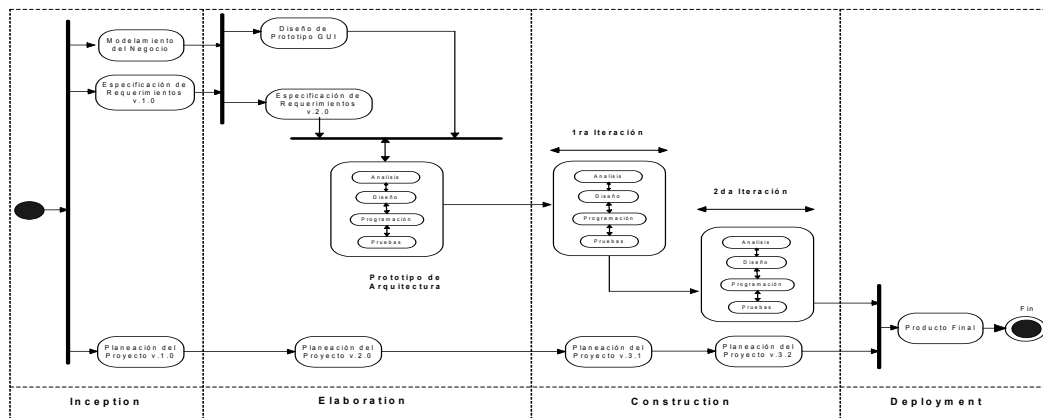 Modelamiento
del Negocio
Especificación de
Requerimientos
v.1.0
Diseño de
Prototipo GUI
Especificación de
Requerimientos
v.2.0
Analisis
Diseño
Programación
Pruebas
Prototipo de
Arquitectura
1ra Iteración
Analisis
Diseño
Programación
Pruebas
2da Iteración
Analisis
Diseño
Programación
Pruebas
Planeación del
Proyecto v.1.0
Planeación del
Proyecto v.2.0
Planeación del
Proyecto v.3.1
Planeación del
Proyecto v.3.2
Producto Final
Fin
Inception
Elaboration
Construction
Deployment